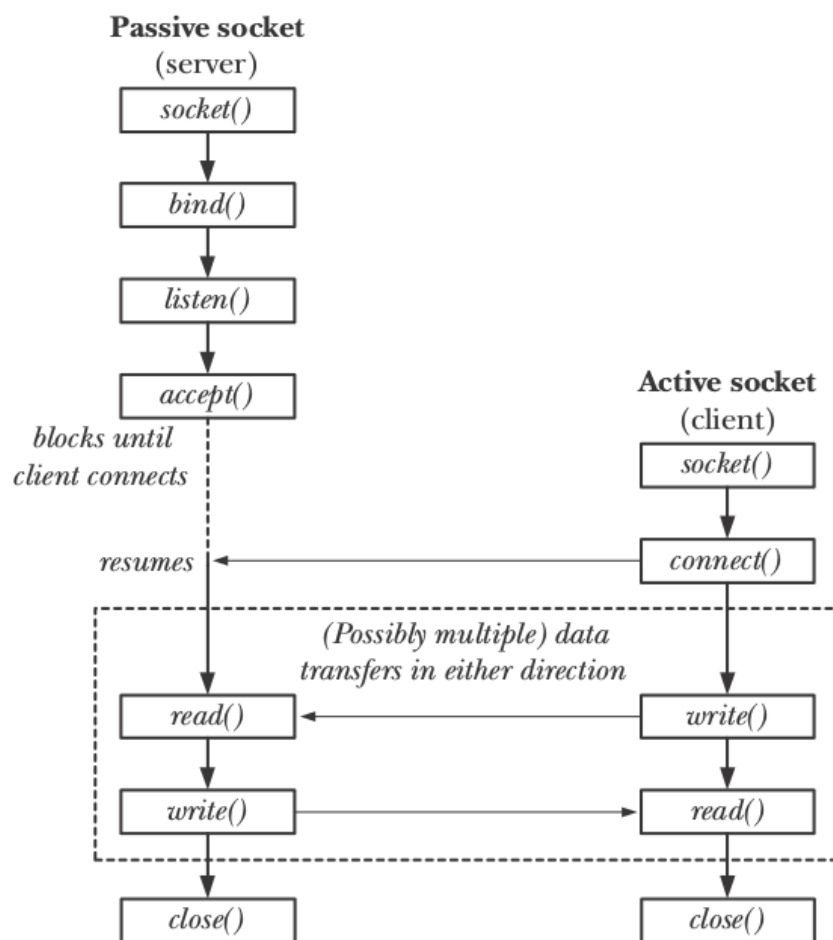 Passive socket
(server)
socket()
bind()
listen()
accept()
blocks until
client connects
resumes
Active socket
(client)
socket()
connect()
(Possibly multiple) data
transfers in either direction
read()
write()
write()
read()
close()
close()